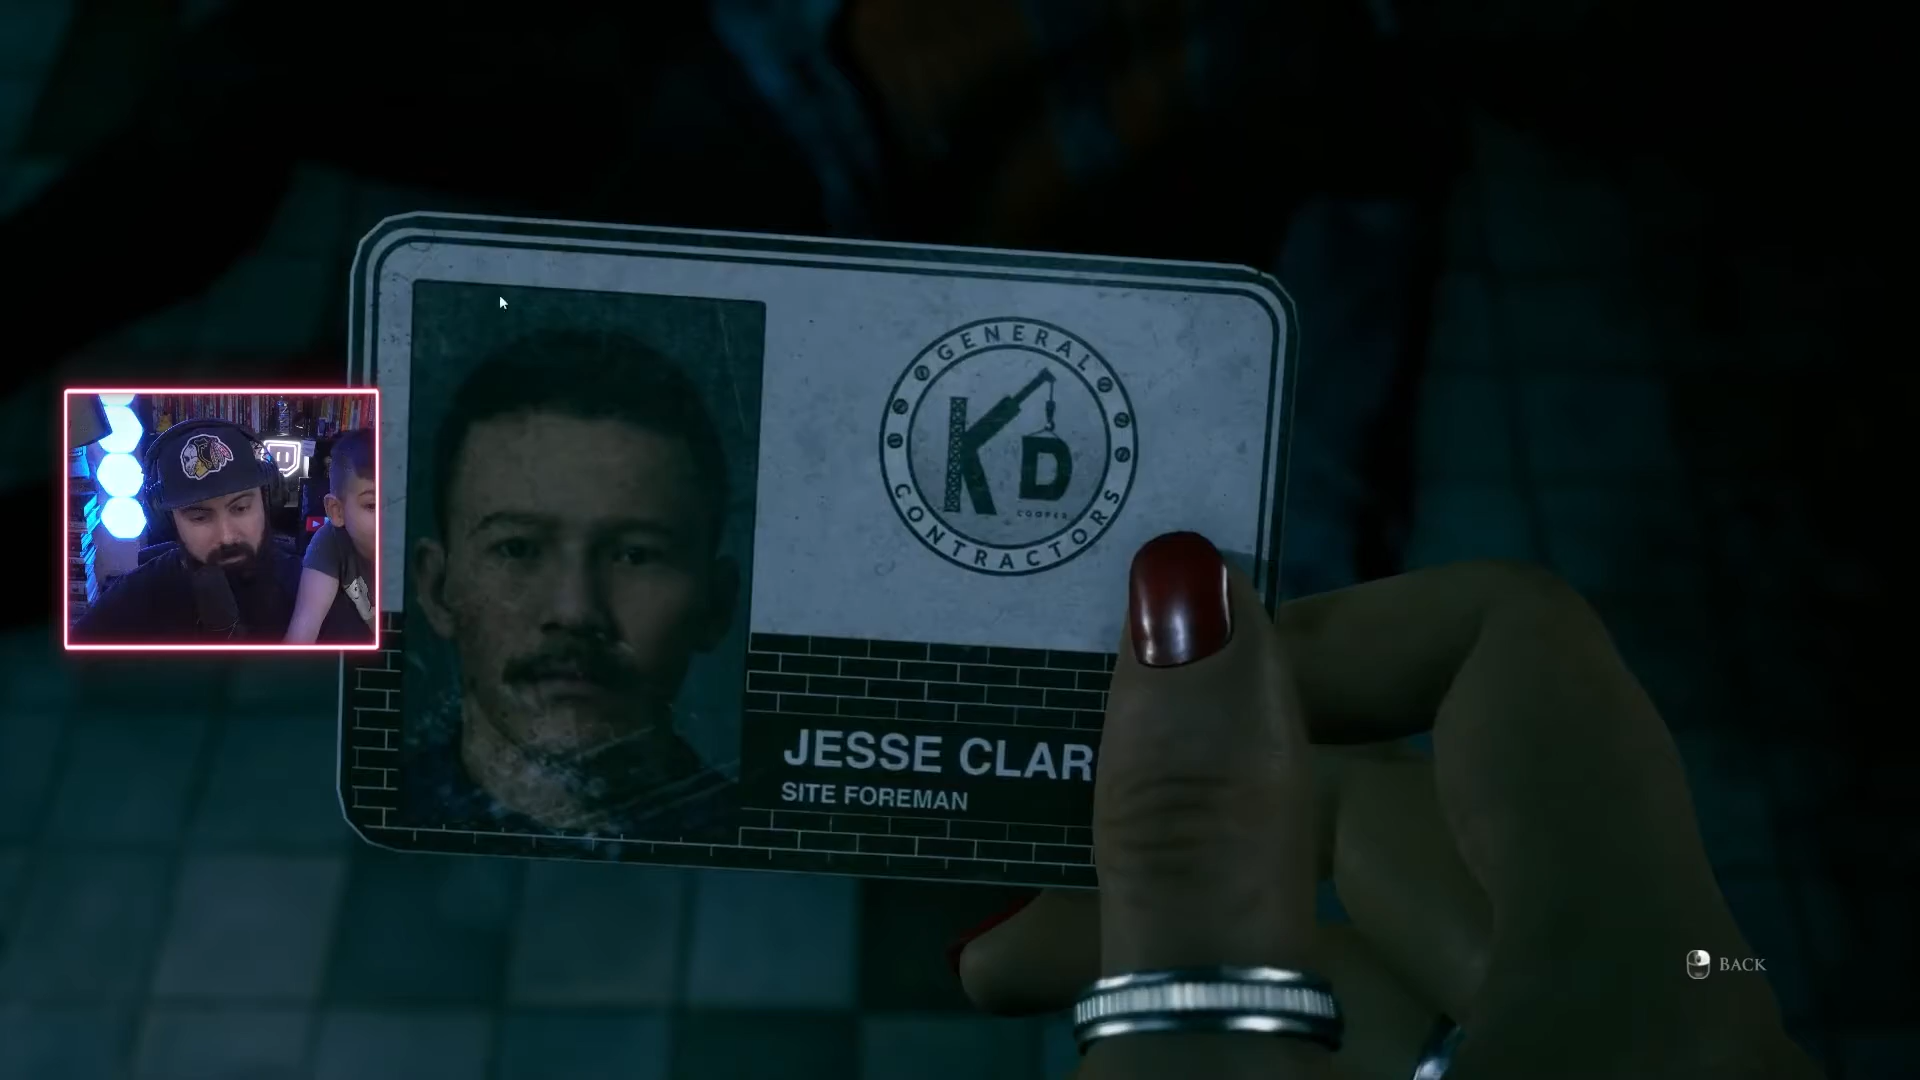 GENERAL
KD
COOPER
CONTRACTORS
JESSE CLAR
SITE FOREMAN
BACK